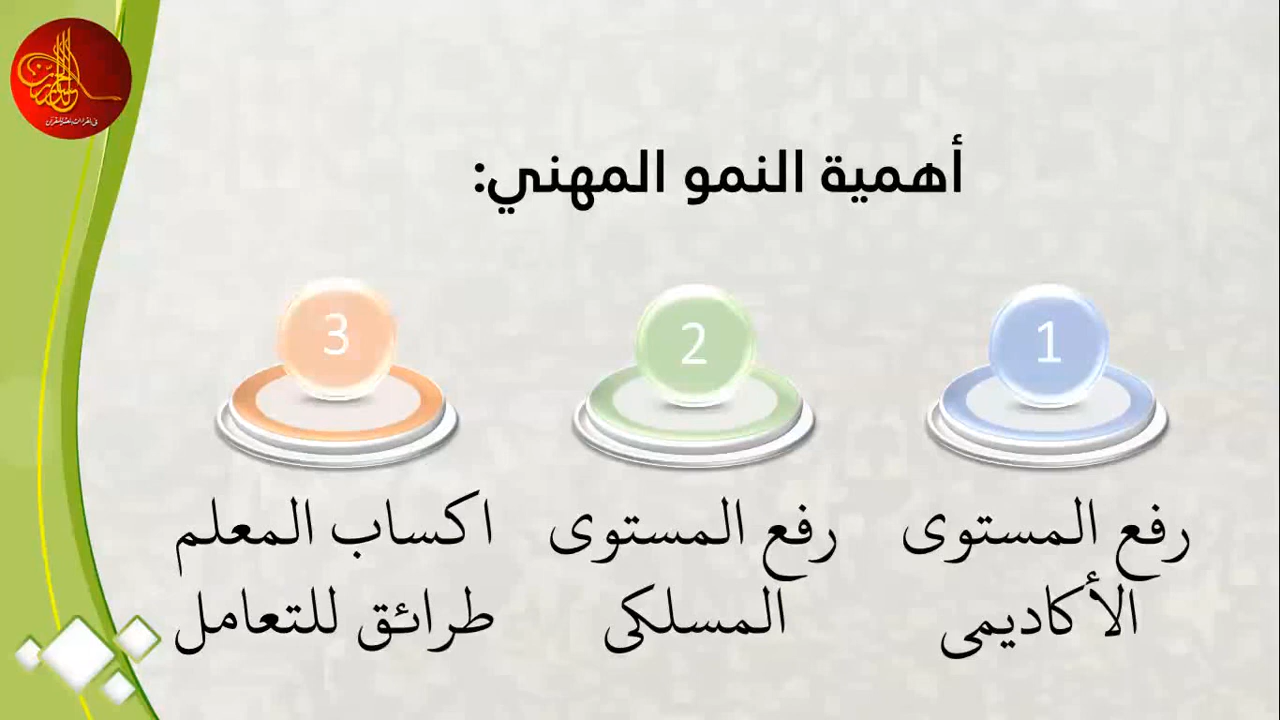 أهمية النمو المهني:
1
رفع المستوى
الأكاديمى
2
رفع المستوى
المسلكى
3
اكساب المعلم
طرائق للتعامل